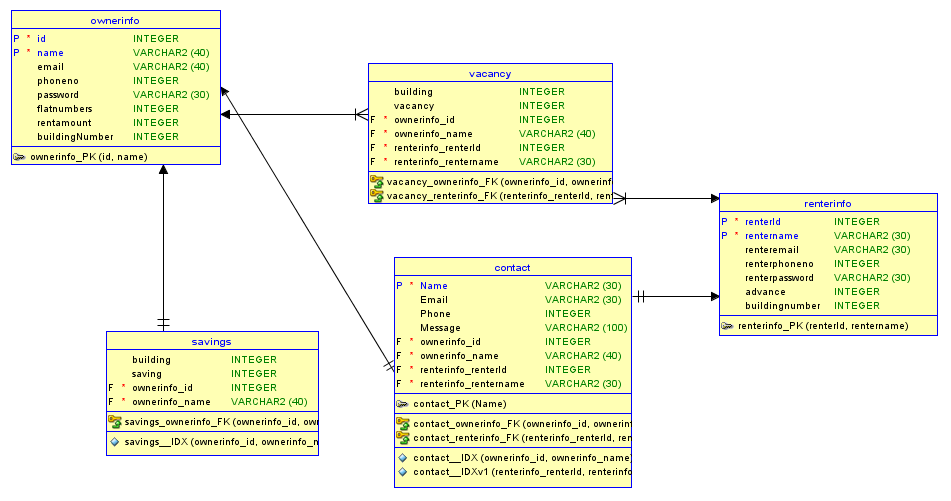 ownerinfo
P * id INTEGER
P * name VARCHAR2 (40)
email VARCHAR2 (40)
phoneno INTEGER
password VARCHAR2 (30)
flatnumbers INTEGER
rentamount INTEGER
buildingNumber INTEGER
ownerinfo_PK (id, name)
vacancy
building INTEGER
vacancy INTEGER
F * ownerinfo_id INTEGER
F * ownerinfo_name VARCHAR2 (40)
F * renterinfo_renterId INTEGER
F * renterinfo_rentername VARCHAR2 (30)
vacancy_ownerinfo_FK (ownerinfo_id, ownerinf
vacancy_renterinfo_FK (renterinfo_renterId, ren
renterinfo
P * renterId INTEGER
P * rentername VARCHAR2 (30)
renteremail VARCHAR2 (30)
renterphoneno INTEGER
renterpassword VARCHAR2 (30)
advance INTEGER
buildingnumber INTEGER
renterinfo_PK (renterId, rentername)
contact
P * Name VARCHAR2 (30)
Email VARCHAR2 (30)
Phone INTEGER
Message VARCHAR2 (100)
F * ownerinfo_id INTEGER
F * ownerinfo_name VARCHAR2 (40)
F * renterinfo_renterId INTEGER
F * renterinfo_rentername VARCHAR2 (30)
contact_PK (Name)
contact_ownerinfo_FK (ownerinfo_id, ownerin
contact_renterinfo_FK (renterinfo_renterId, ren
contact__IDX (ownerinfo_id, ownerinfo_name)
contact__IDXv1 (renterinfo_renterId, renterinfo
savings
building INTEGER
saving INTEGER
F * ownerinfo_id INTEGER
F * ownerinfo_name VARCHAR2 (40)
savings_ownerinfo_FK (ownerinfo_id, own
savings__IDX (ownerinfo_id, ownerinfo_n